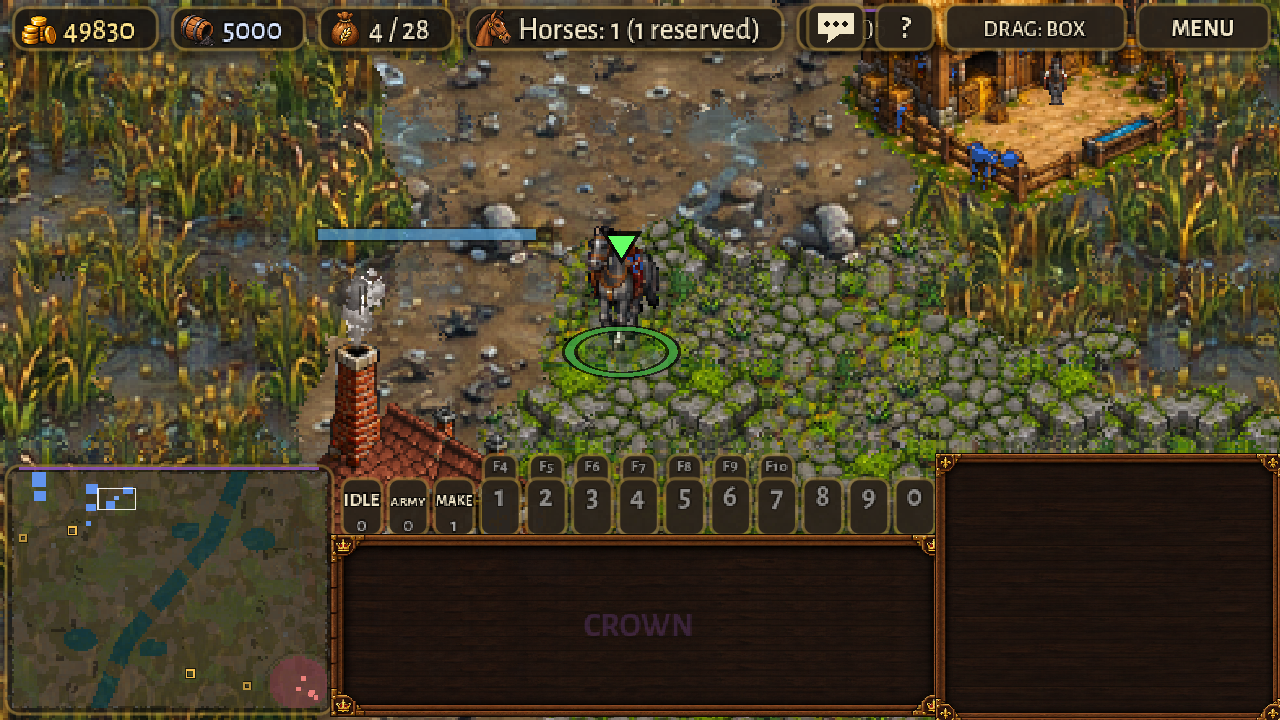 49830
5000
4 / 28
Horses: 1 (1 reserved)
?
DRAG: BOX
MENU
F4 F5 F6 F7 F8 F9 F10
IDLE ARMY MAKE 1 2 3 4 5 6 7 8 9 0
0 0 1
CROWN